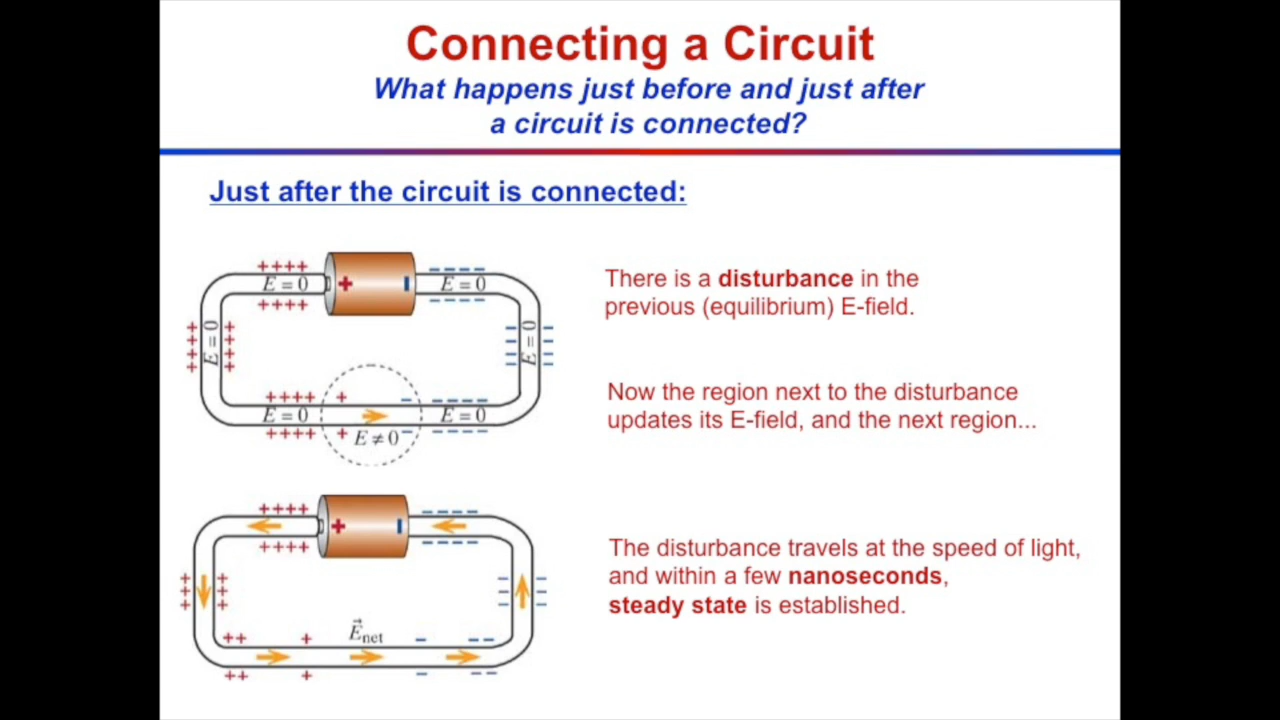 Connecting a Circuit
What happens just before and just after
a circuit is connected?
Just after the circuit is connected:
++++
E = 0
++++
+
-
– – – –
E = 0
– – – –
++++
E = 0
++++
– – – –
E = 0
– – – –
++++ + – – – – –
E = 0 E = 0
++++ + E ≠ 0 – – – – –
There is a disturbance in the
previous (equilibrium) E-field.
Now the region next to the disturbance
updates its E-field, and the next region...
++++
++++
+
-
– – – –
– – – –
+++
+++
– – –
– – –
++ + E⃗net – – –
++ + – – –
The disturbance travels at the speed of light,
and within a few nanoseconds,
steady state is established.